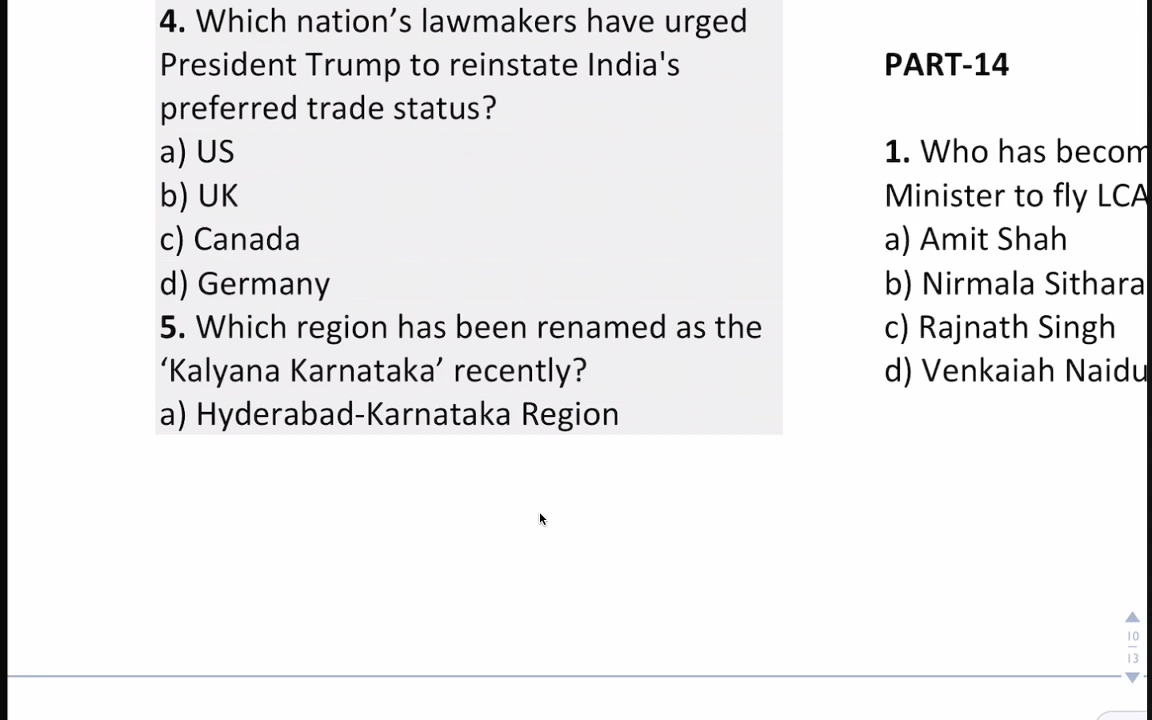 4. Which nation’s lawmakers have urged
President Trump to reinstate India's
preferred trade status?
a) US
b) UK
c) Canada
d) Germany
5. Which region has been renamed as the
‘Kalyana Karnataka’ recently?
a) Hyderabad-Karnataka Region
PART-14
1. Who has becom
Minister to fly LCA
a) Amit Shah
b) Nirmala Sithara
c) Rajnath Singh
d) Venkaiah Naidu
10
13